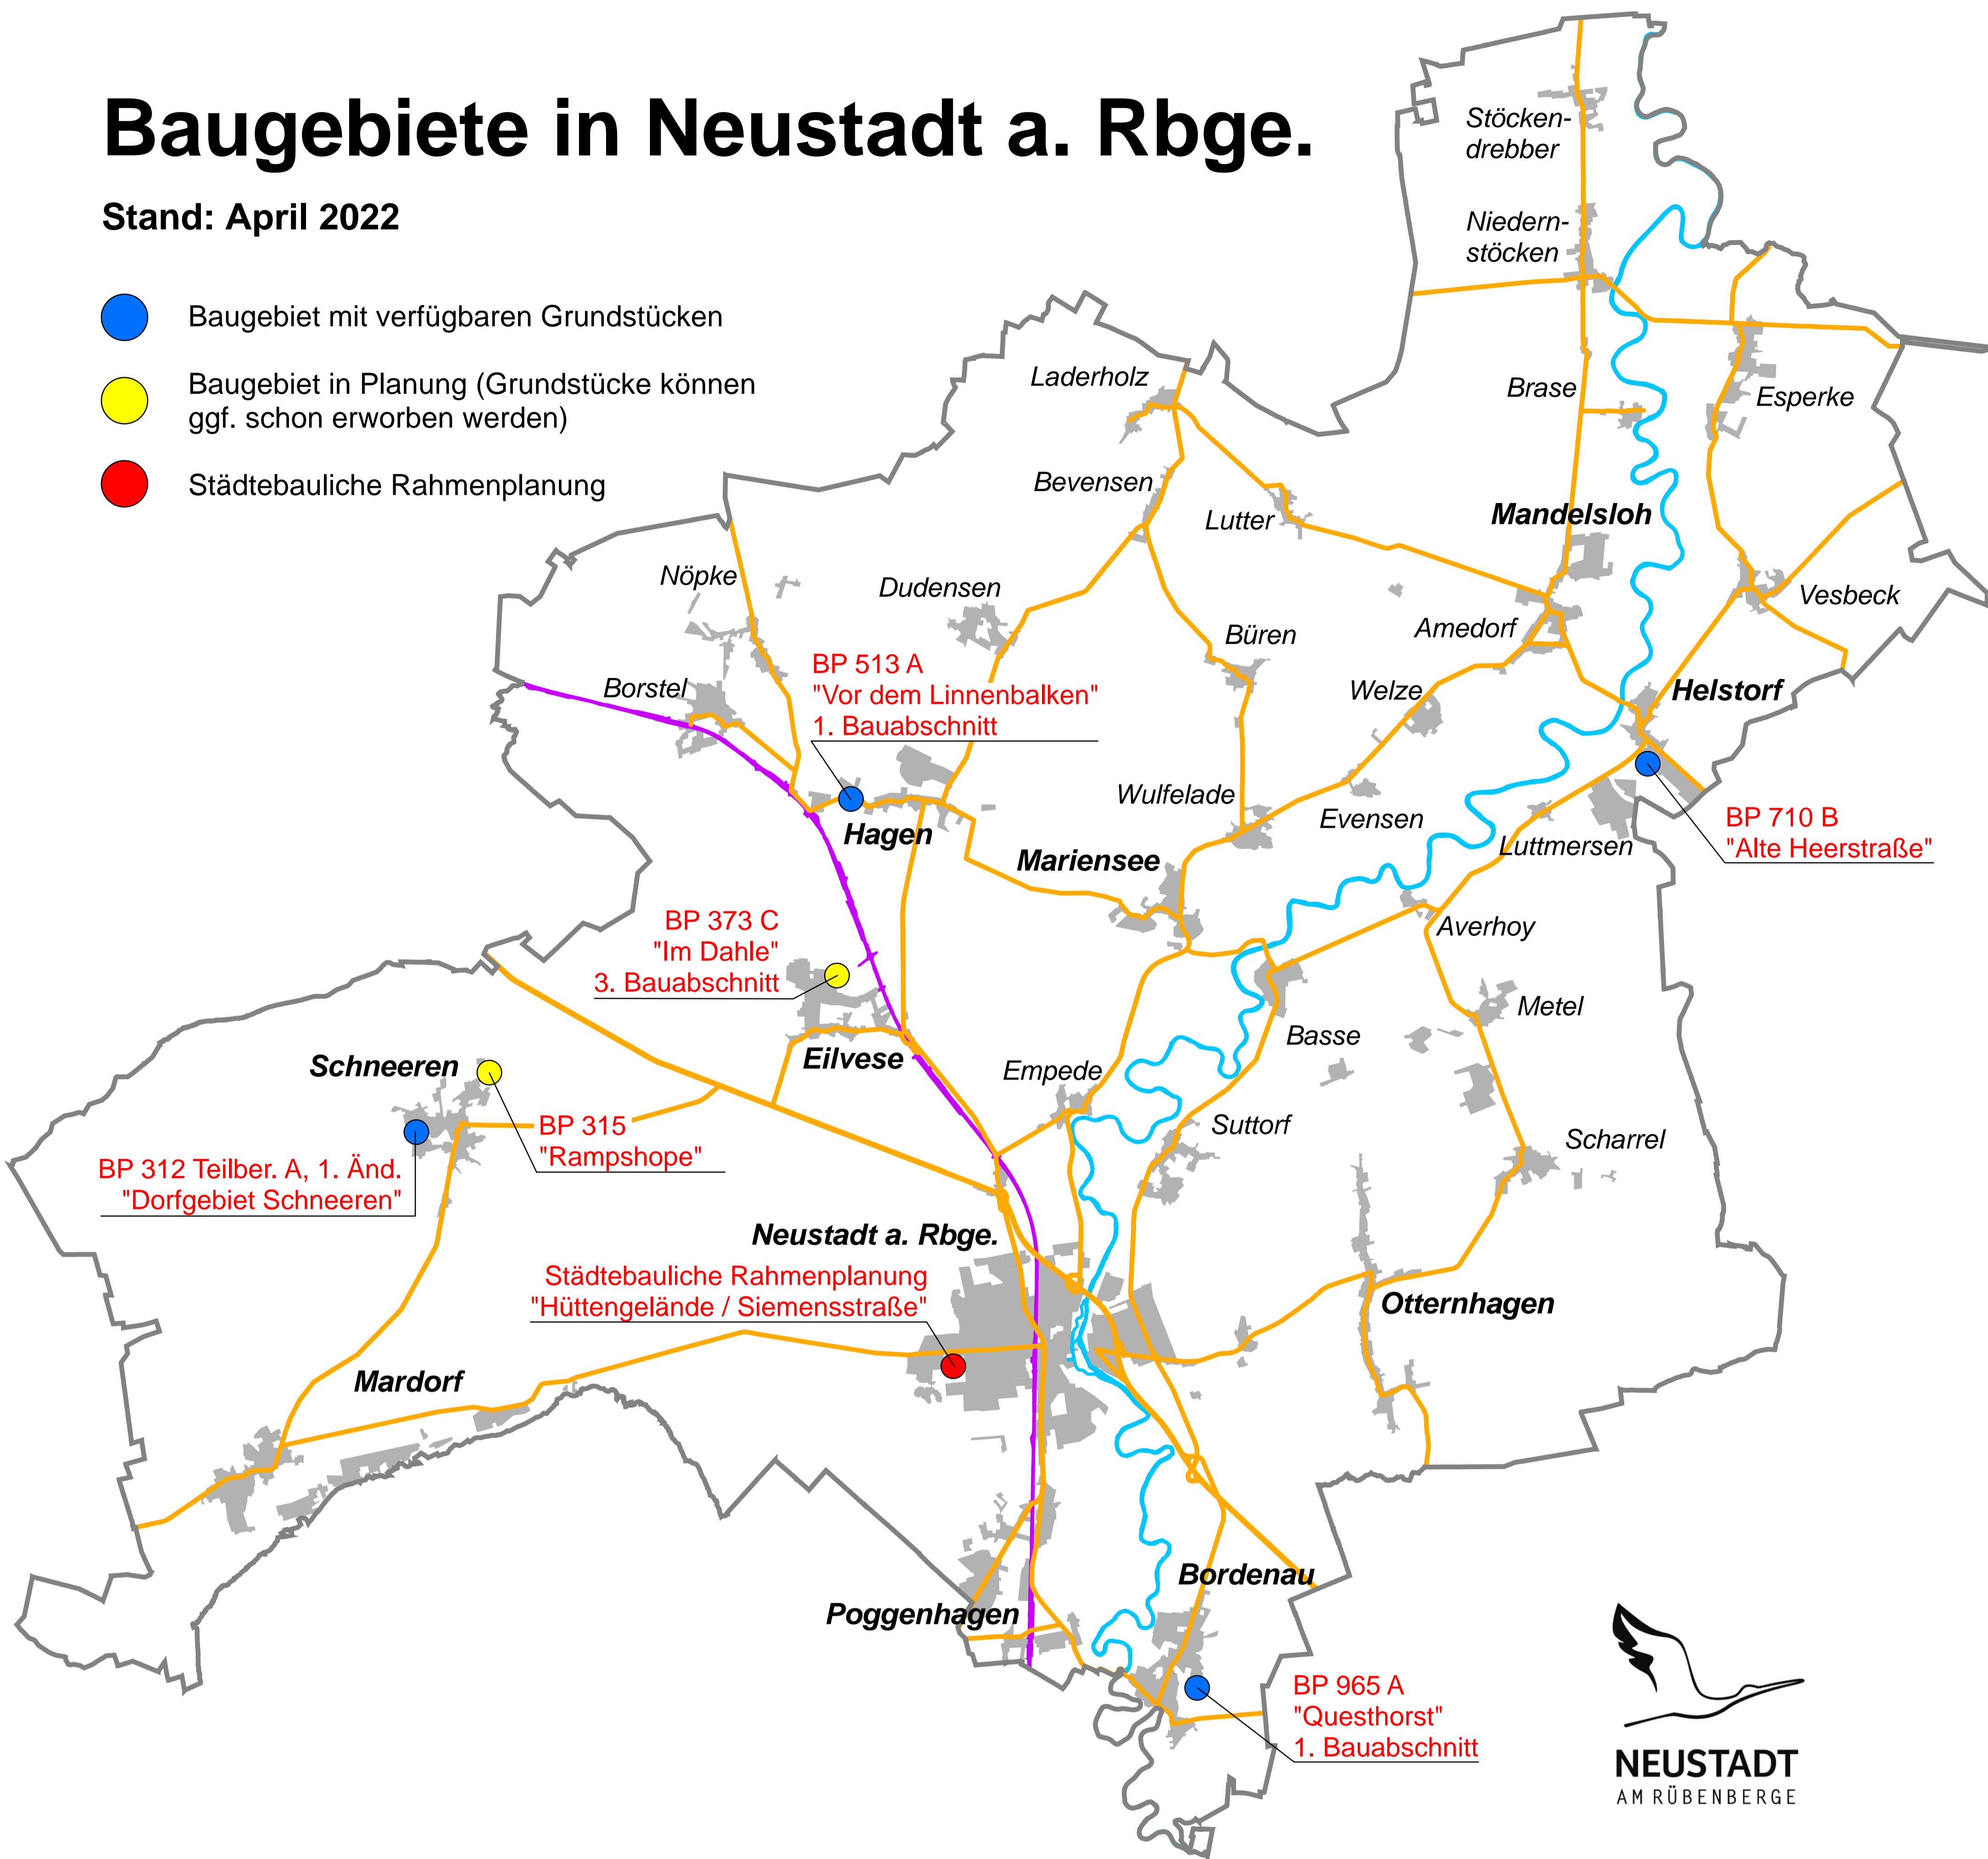 Baugebiete in Neustadt a. Rbge.
Stand: April 2022
Baugebiet mit verfügbaren Grundstücken
Baugebiet in Planung (Grundstücke können
ggf. schon erworben werden)
Städtebauliche Rahmenplanung
Stöcken-
drebber
Niedern-
stöcken
Laderholz
Brase
Esperke
Bevensen
Lutter
Mandelsloh
Nöpke
Dudensen
Vesbeck
Büren
Amedorf
BP 513 A
"Vor dem Linnenbalken"
1. Bauabschnitt
Borstel
Welze
Helstorf
Wulfelade
Evensen
Hagen
Luttmersen
BP 710 B
"Alte Heerstraße"
Mariensee
BP 373 C
"Im Dahle"
3. Bauabschnitt
Averhoy
Metel
Basse
Eilvese
Schneeren
Empede
BP 315
"Rampshope"
Suttorf
Scharrel
BP 312 Teilber. A, 1. Änd.
"Dorfgebiet Schneeren"
Neustadt a. Rbge.
Städtebauliche Rahmenplanung
"Hüttengelände / Siemensstraße"
Otternhagen
Mardorf
Bordenau
Poggenhagen
BP 965 A
"Questhorst"
1. Bauabschnitt
NEUSTADT
AM RÜBENBERGE